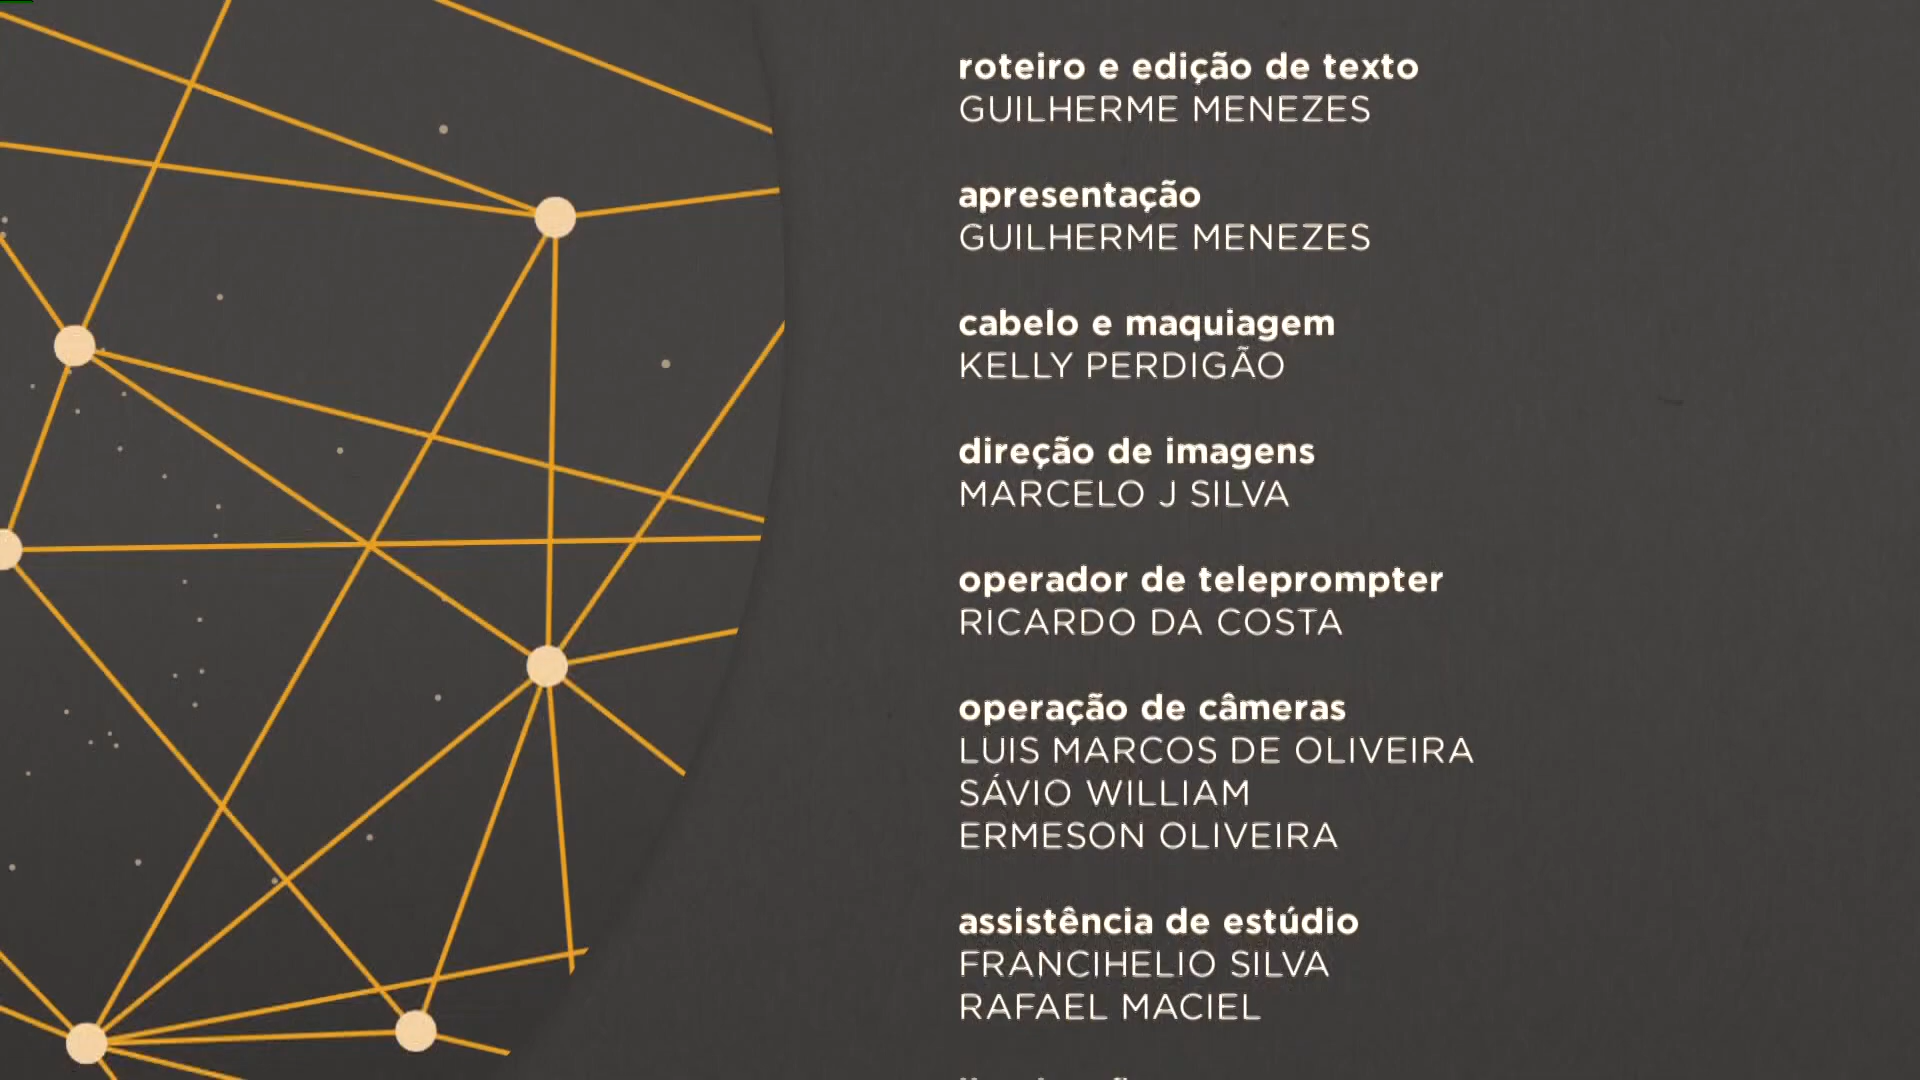 roteiro e edição de texto
GUILHERME MENEZES
apresentação
GUILHERME MENEZES
cabelo e maquiagem
KELLY PERDIGÃO
direção de imagens
MARCELO J SILVA
operador de teleprompter
RICARDO DA COSTA
operação de câmeras
LUIS MARCOS DE OLIVEIRA
SÁVIO WILLIAM
ERMESON OLIVEIRA
assistência de estúdio
FRANCIHELIO SILVA
RAFAEL MACIEL